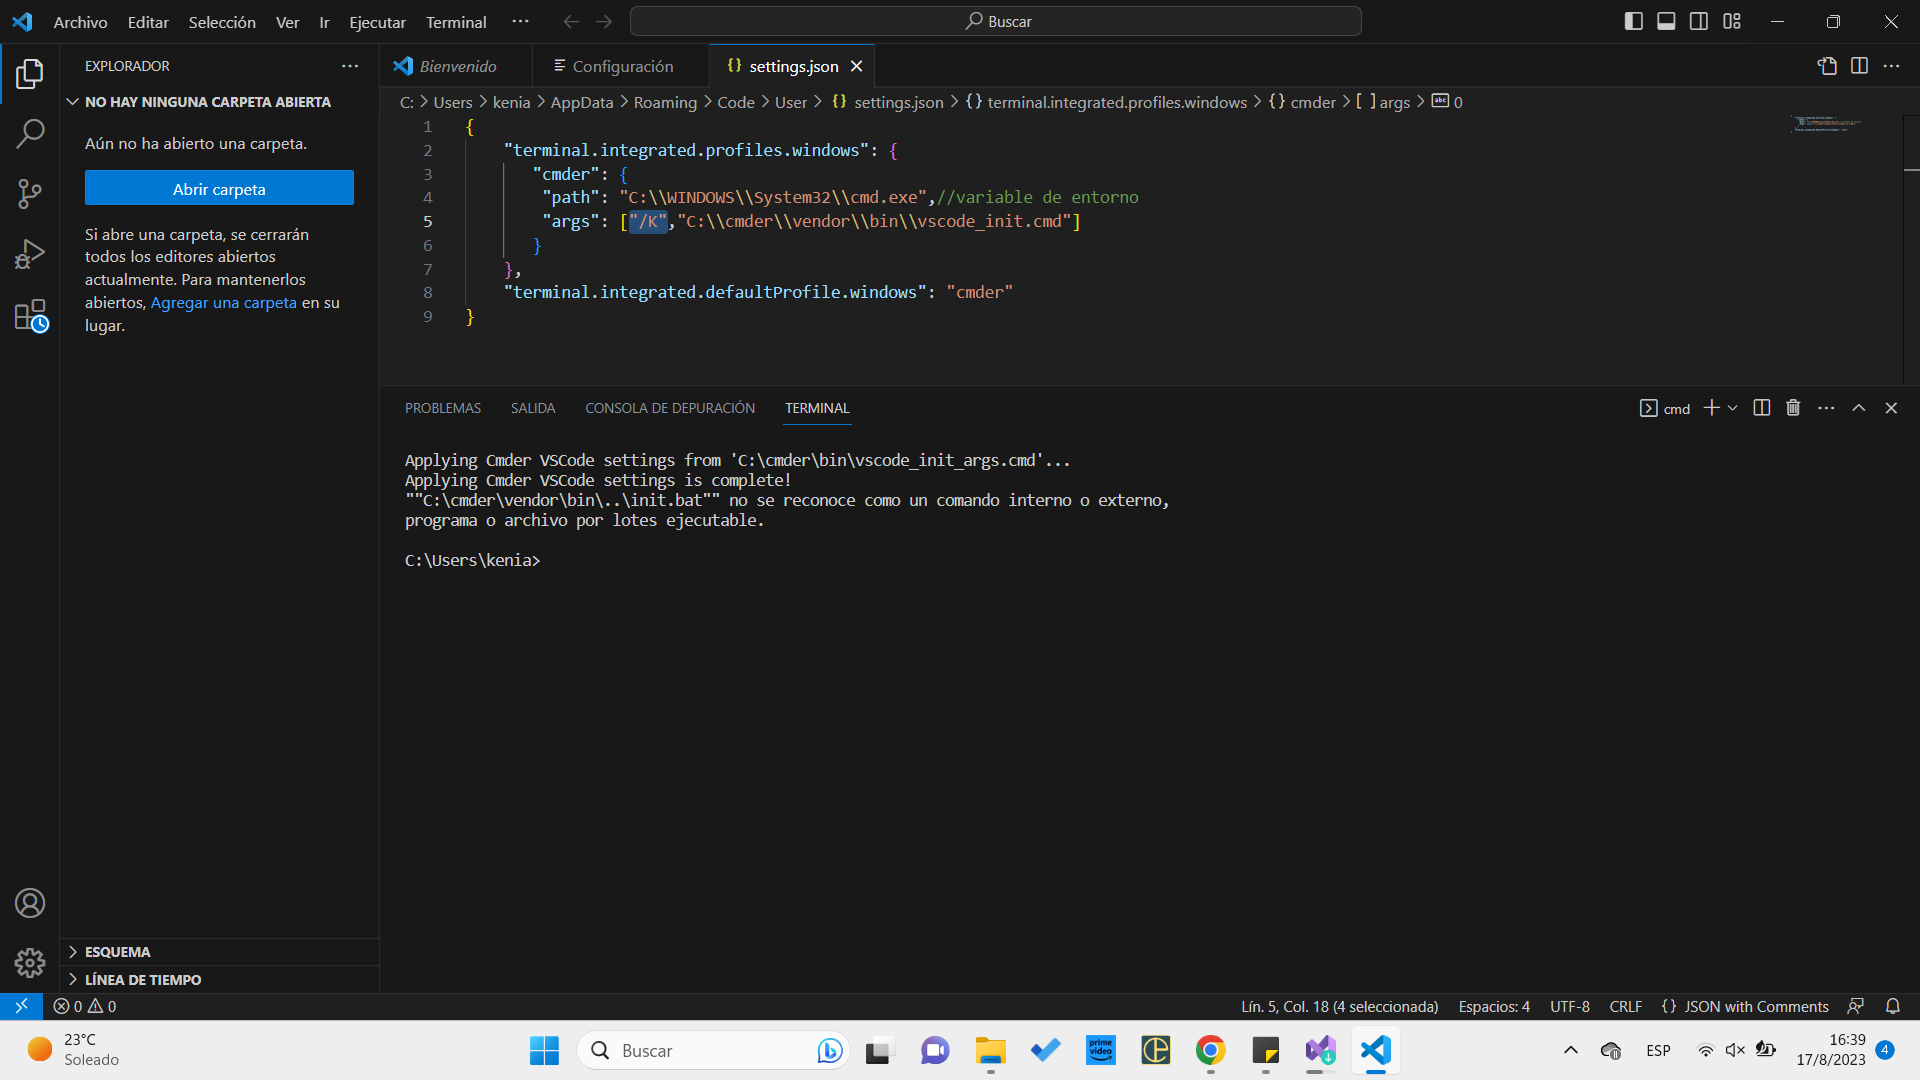 Archivo Editar Selección Ver Ir Ejecutar Terminal ··· Buscar
EXPLORADOR ···
NO HAY NINGUNA CARPETA ABIERTA
Aún no ha abierto una carpeta.
Abrir carpeta
Si abre una carpeta, se cerrarán
todos los editores abiertos
actualmente. Para mantenerlos
abiertos, Agregar una carpeta en su
lugar.
ESQUEMA
LÍNEA DE TIEMPO
Bienvenido Configuración {} settings.json
C: > Users > kenia > AppData > Roaming > Code > User > {} settings.json > {} terminal.integrated.profiles.windows > {} cmder > [ ] args > abc 0
1 {
2 "terminal.integrated.profiles.windows": {
3 "cmder": {
4 "path": "C:\\WINDOWS\\System32\\cmd.exe",//variable de entorno
5 "args": ["/K","C:\\cmder\\vendor\\bin\\vscode_init.cmd"]
6 }
7 },
8 "terminal.integrated.defaultProfile.windows": "cmder"
9 }
PROBLEMAS SALIDA CONSOLA DE DEPURACIÓN TERMINAL cmd
Applying Cmder VSCode settings from 'C:\cmder\bin\vscode_init_args.cmd'...
Applying Cmder VSCode settings is complete!
""C:\cmder\vendor\bin\..\init.bat"" no se reconoce como un comando interno o externo,
programa o archivo por lotes ejecutable.
C:\Users\kenia>
0 0 Lín. 5, Col. 18 (4 seleccionada) Espacios: 4 UTF-8 CRLF {} JSON with Comments
23°C
Soleado
Buscar
prime
video
ESP
16:39
17/8/2023
4